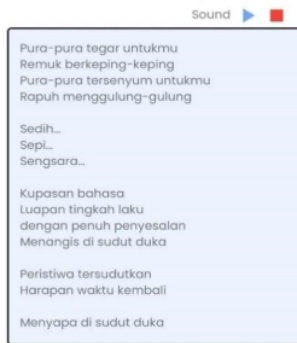 Sound
Pura-pura tegar untukmu
Remuk berkeping-keping
Pura-pura tersenyum untukmu
Rapuh menggulung-gulung
Sedih...
Sepi...
Sengsara...
Kupasan bahasa
Luapan tingkah laku
dengan penuh penyesalan
Menangis di sudut duka
Peristiwa tersudutkan
Harapan waktu kembali
Menyapa di sudut duka